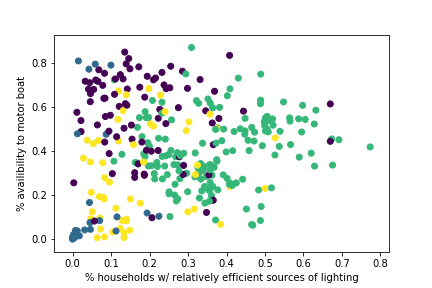 0.8
0.6
0.4
0.2
0.0
% availibility to motor boat
0.0 0.1 0.2 0.3 0.4 0.5 0.6 0.7 0.8
% households w/ relatively efficient sources of lighting